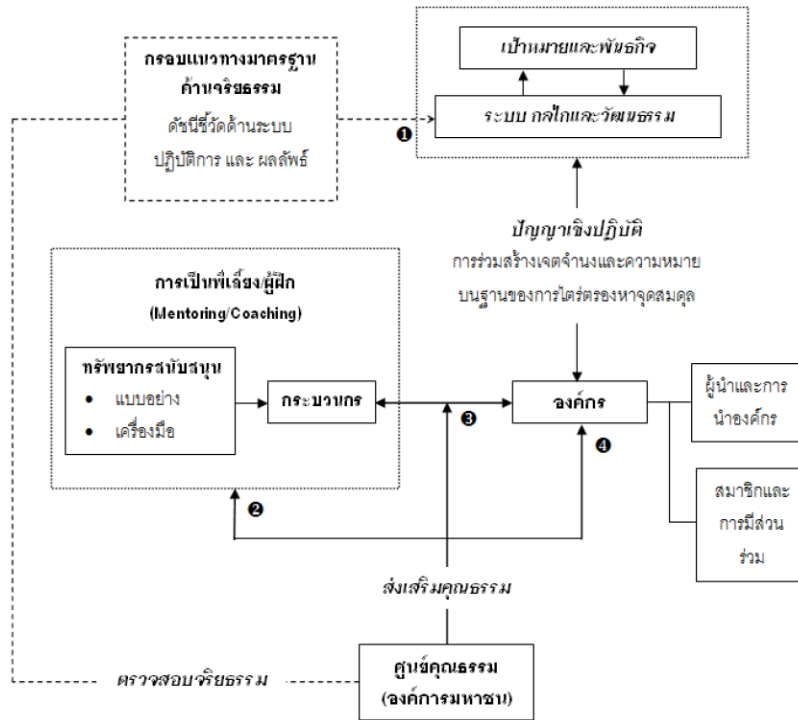 กรอบแนวทางมาตรฐาน
ด้านจริยธรรม
ดัชนีชี้วัดด้านระบบ
ปฏิบัติการ และ ผลลัพธ์
เป้าหมายและพันธกิจ
ระบบ กลไกและวัฒนธรรม
❶
ปัญญาเชิงปฏิบัติ
การร่วมสร้างเจตจำนงและความหมาย
บนฐานของการไตร่ตรองหาจุดสมดุล
การเป็นพี่เลี้ยง/ผู้ฝึก
(Mentoring/Coaching)
ทรัพยากรสนับสนุน
• แบบอย่าง
• เครื่องมือ
กระบวนกร
❸
องค์กร
❹
ผู้นำและการ
นำองค์กร
สมาชิกและ
การมีส่วน
ร่วม
❷
ส่งเสริมคุณธรรม
ตรวจสอบจริยธรรม
ศูนย์คุณธรรม
(องค์การมหาชน)